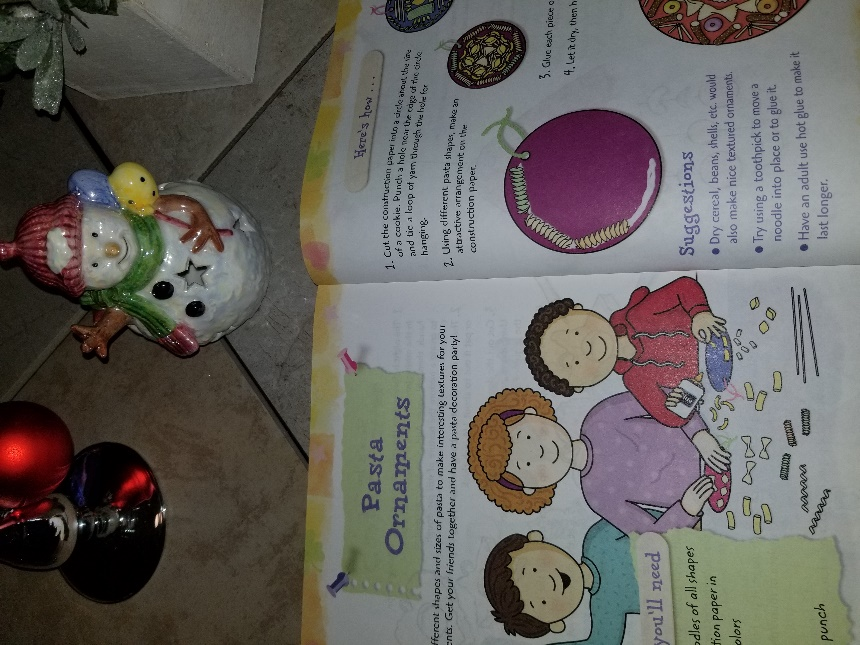 Pasta
Ornaments
fferent shapes and sizes of pasta to make interesting textures for your
ents. Get your friends together and have a pasta decoration party!
you'll need
odles of all shapes
tion paper in
olors
punch
Here's how ...
1. Cut the construction paper into a circle about the size
of a cookie. Punch a hole near the edge of the circle
and tie a loop of yarn through the hole for
hanging.
2. Using different pasta shapes, make an
attractive arrangement on the
construction paper.
3. Glue each piece o
4. Let it dry, then h
Suggestions
● Dry cereal, beans, shells, etc. would
also make nice textured ornaments.
● Try using a toothpick to move a
noodle into place or to glue it.
● Have an adult use hot glue to make it
last longer.